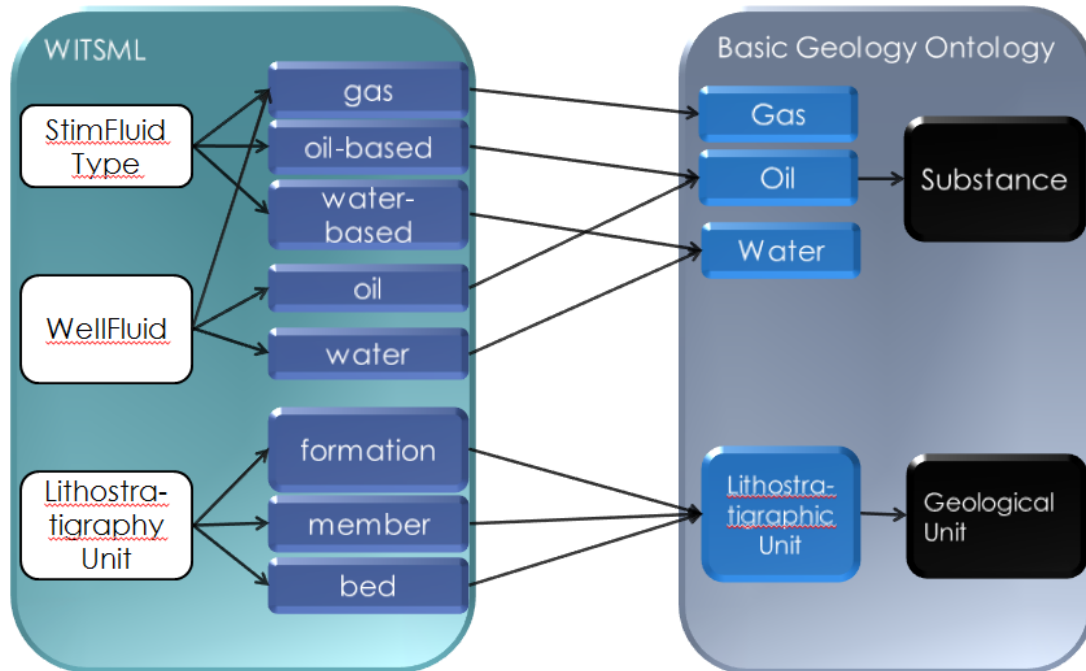 WITSML
StimFluid
Type
WellFluid
Lithostra-
tigraphy
Unit
gas
oil-based
water-
based
oil
water
formation
member
bed
Basic Geology Ontology
Gas
Oil
Water
Substance
Lithostra-
tigraphic
Unit
Geological
Unit